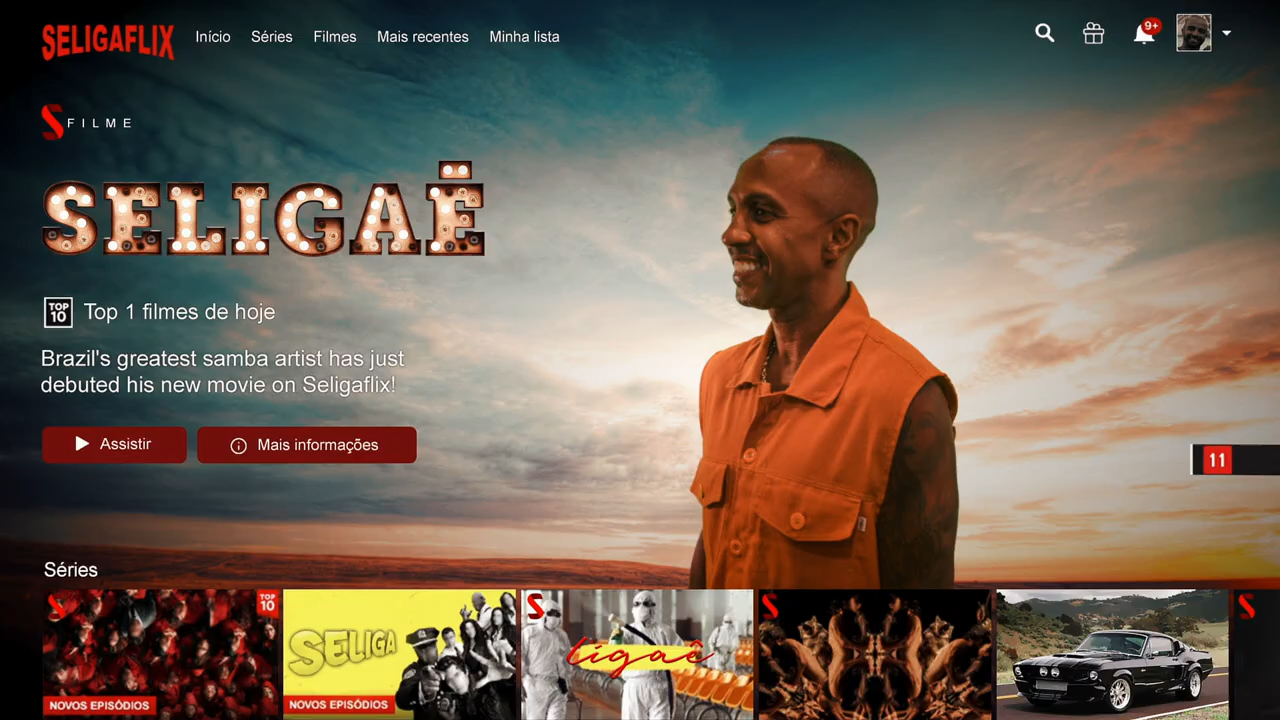 SELIGAFLIX
Início Séries Filmes Mais recentes Minha lista
9+
S FILME
SELIGAÊ
TOP 10
Top 1 filmes de hoje
Brazil's greatest samba artist has just
debuted his new movie on Seligaflix!
Assistir
Mais informações
11
Séries
S
TOP 10
NOVOS EPISÓDIOS
SELIGA
NOVOS EPISÓDIOS
S
ligaê
S
S